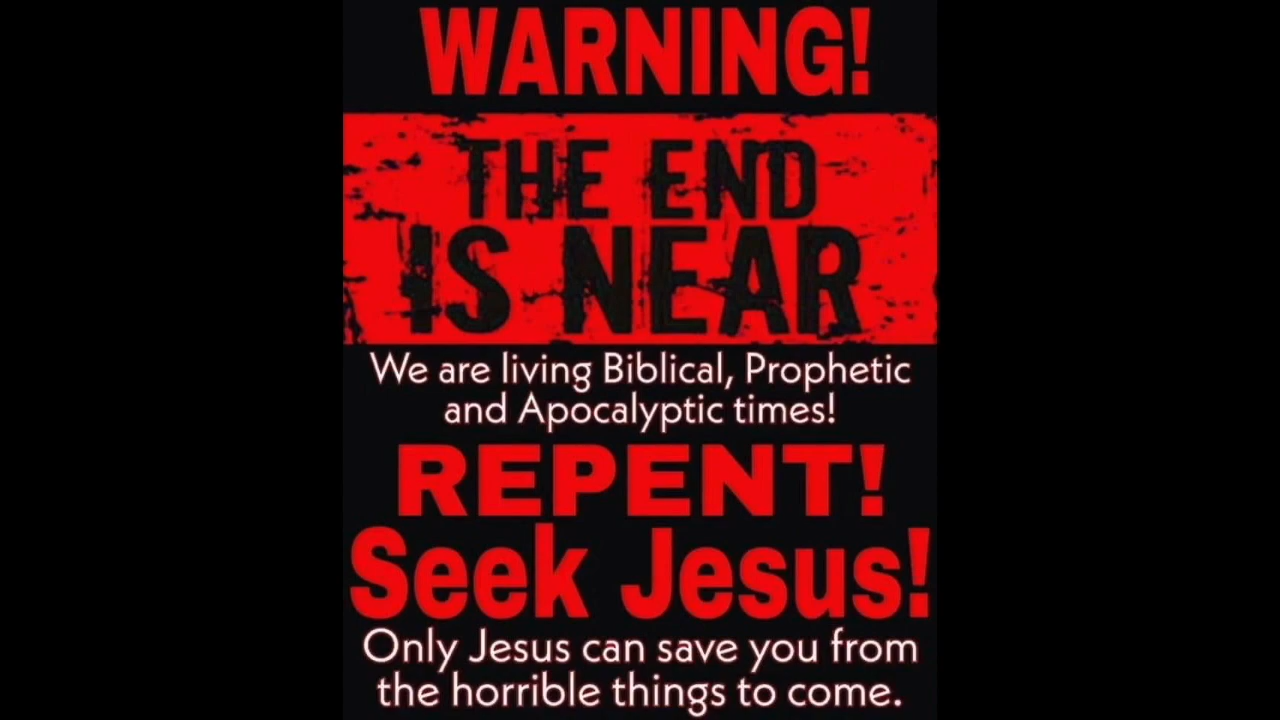 WARNING!
THE END
IS NEAR
We are living Biblical, Prophetic
and Apocalyptic times!
REPENT!
Seek Jesus!
Only Jesus can save you from
the horrible things to come.